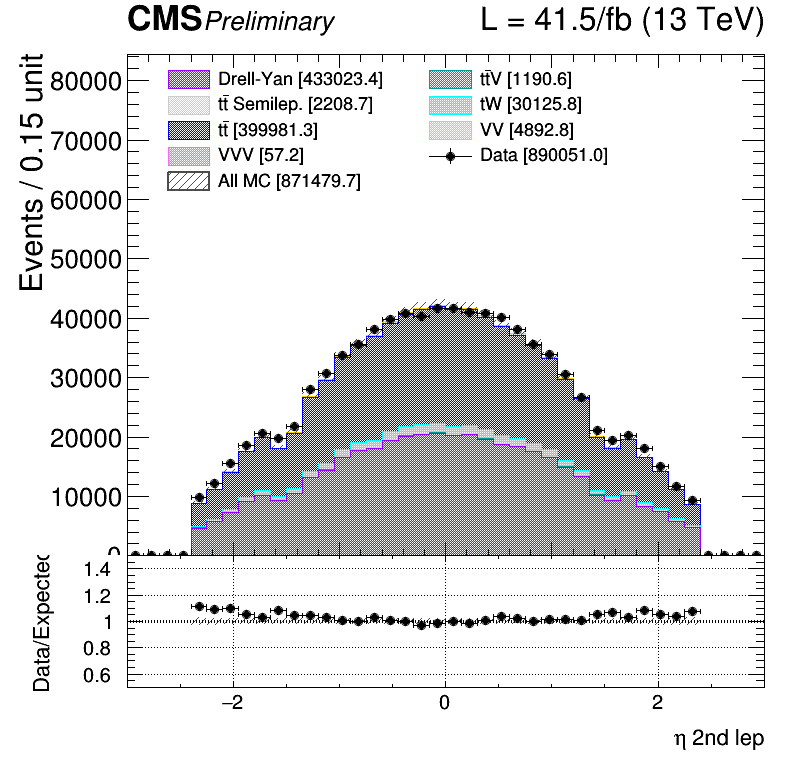 CMS Preliminary L = 41.5/fb (13 TeV)
Events / 0.15 unit
80000
70000
60000
50000
40000
30000
20000
10000
0
Drell-Yan [433023.4]
tt̄ Semilep. [2208.7]
tt̄ [399981.3]
VVV [57.2]
All MC [871479.7]
tt̄V [1190.6]
tW [30125.8]
VV [4892.8]
Data [890051.0]
Data/Expected
1.4
1.2
1
0.8
0.6
−2 0 2
η 2nd lep